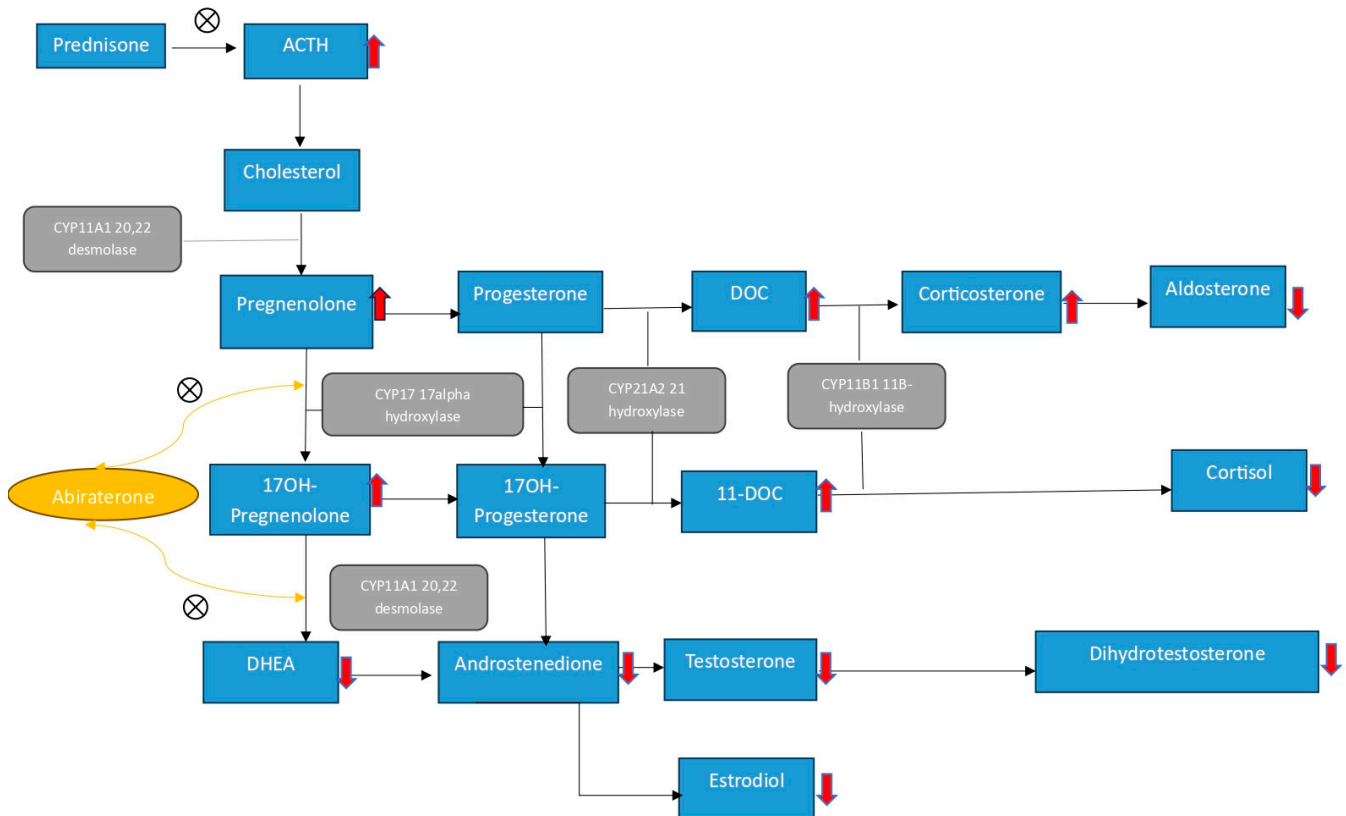 Prednisone
ACTH
Cholesterol
CYP11A1 20,22
desmolase
Pregnenolone
Progesterone
DOC
Corticosterone
Aldosterone
CYP17 17alpha
hydroxylase
CYP21A2 21
hydroxylase
CYP11B1 11B-
hydroxylase
Abiraterone
17OH-
Pregnenolone
17OH-
Progesterone
11-DOC
Cortisol
CYP11A1 20,22
desmolase
DHEA
Androstenedione
Testosterone
Dihydrotestosterone
Estrodiol